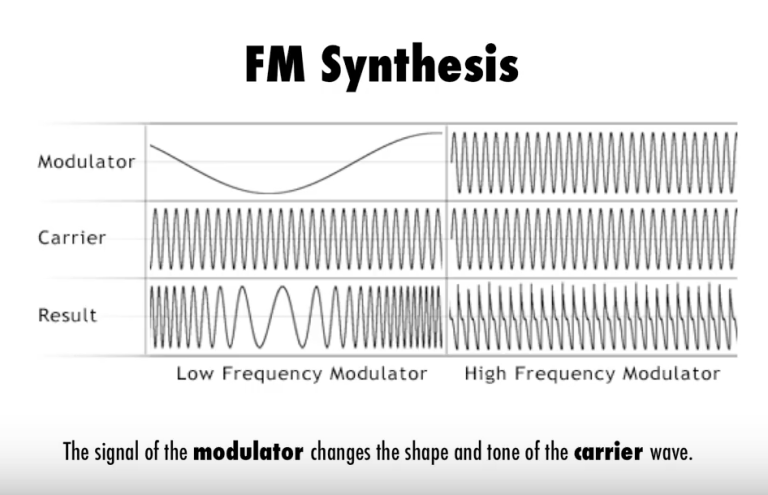 FM Synthesis
Modulator
Carrier
Result
Low Frequency Modulator
High Frequency Modulator
The signal of the modulator changes the shape and tone of the carrier wave.